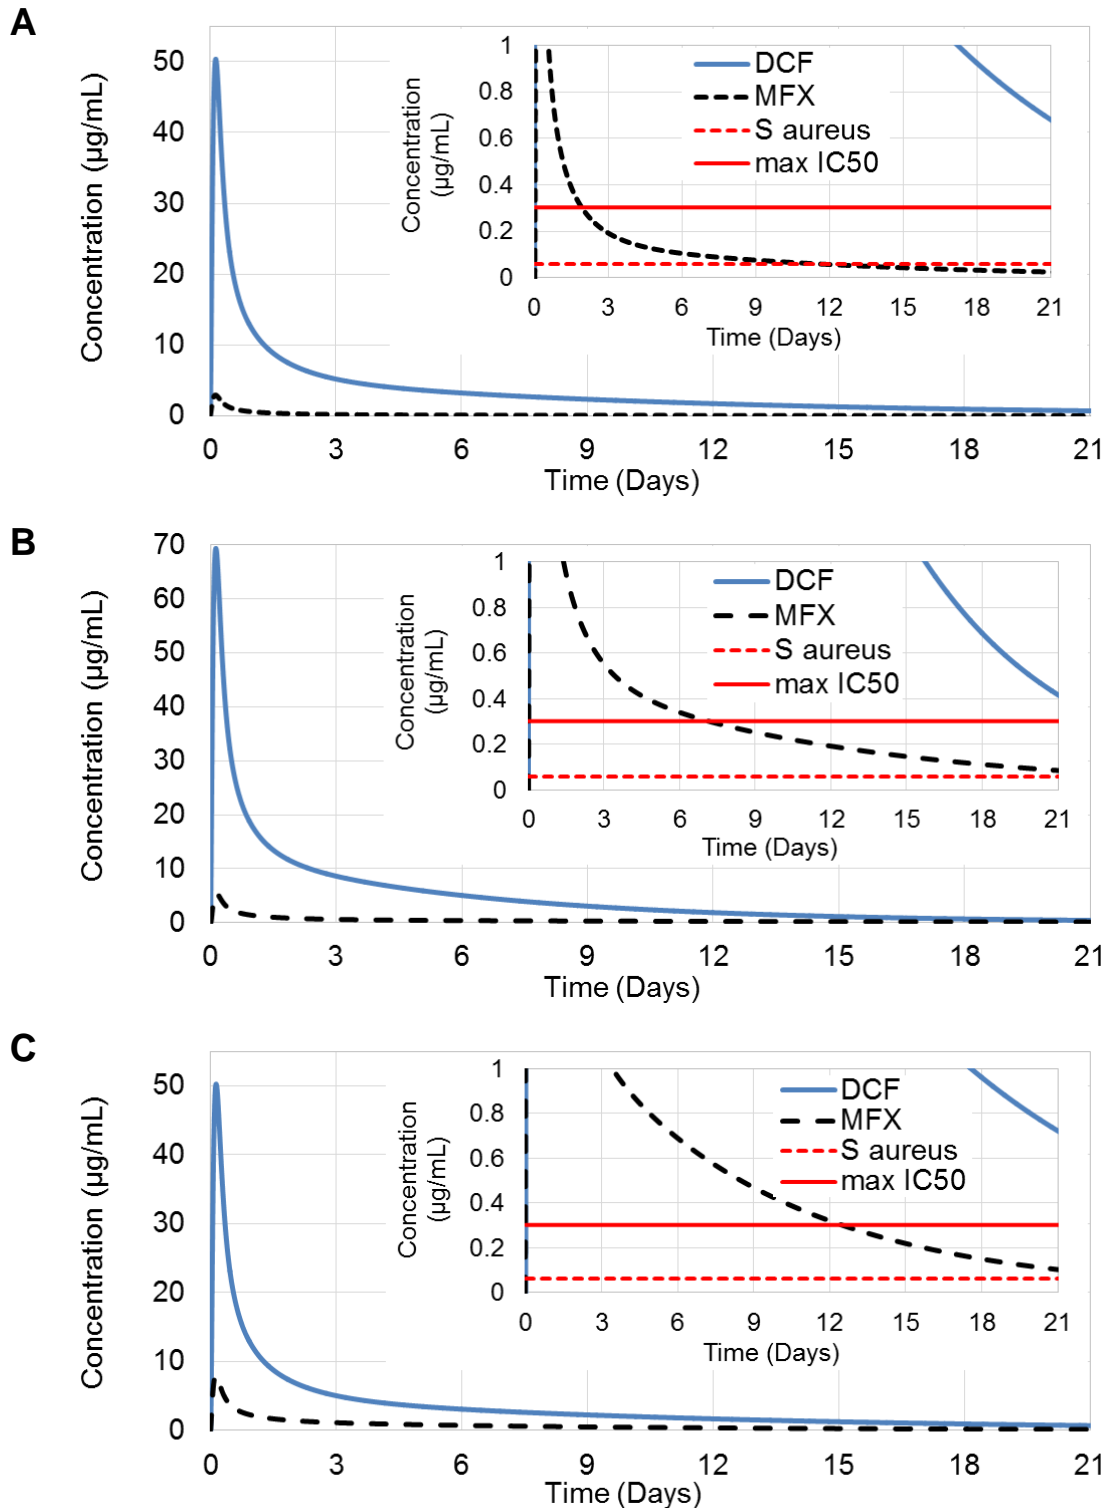 A
Concentration (µg/mL)
50
40
30
20
10
0
0 3 6 9 12 15 18 21
Time (Days)
Concentration
(µg/mL)
1
0.8
0.6
0.4
0.2
0
DCF
MFX
S aureus
max IC50
0 3 6 9 12 15 18 21
Time (Days)
B
Concentration (µg/mL)
70
60
50
40
30
20
10
0
0 3 6 9 12 15 18 21
Time (Days)
Concentration
(µg/mL)
1
0.8
0.6
0.4
0.2
0
DCF
MFX
S aureus
max IC50
0 3 6 9 12 15 18 21
Time (Days)
C
Concentration (µg/mL)
50
40
30
20
10
0
0 3 6 9 12 15 18 21
Time (Days)
Concentration
(µg/mL)
1
0.8
0.6
0.4
0.2
0
DCF
MFX
S aureus
max IC50
0 3 6 9 12 15 18 21
Time (Days)